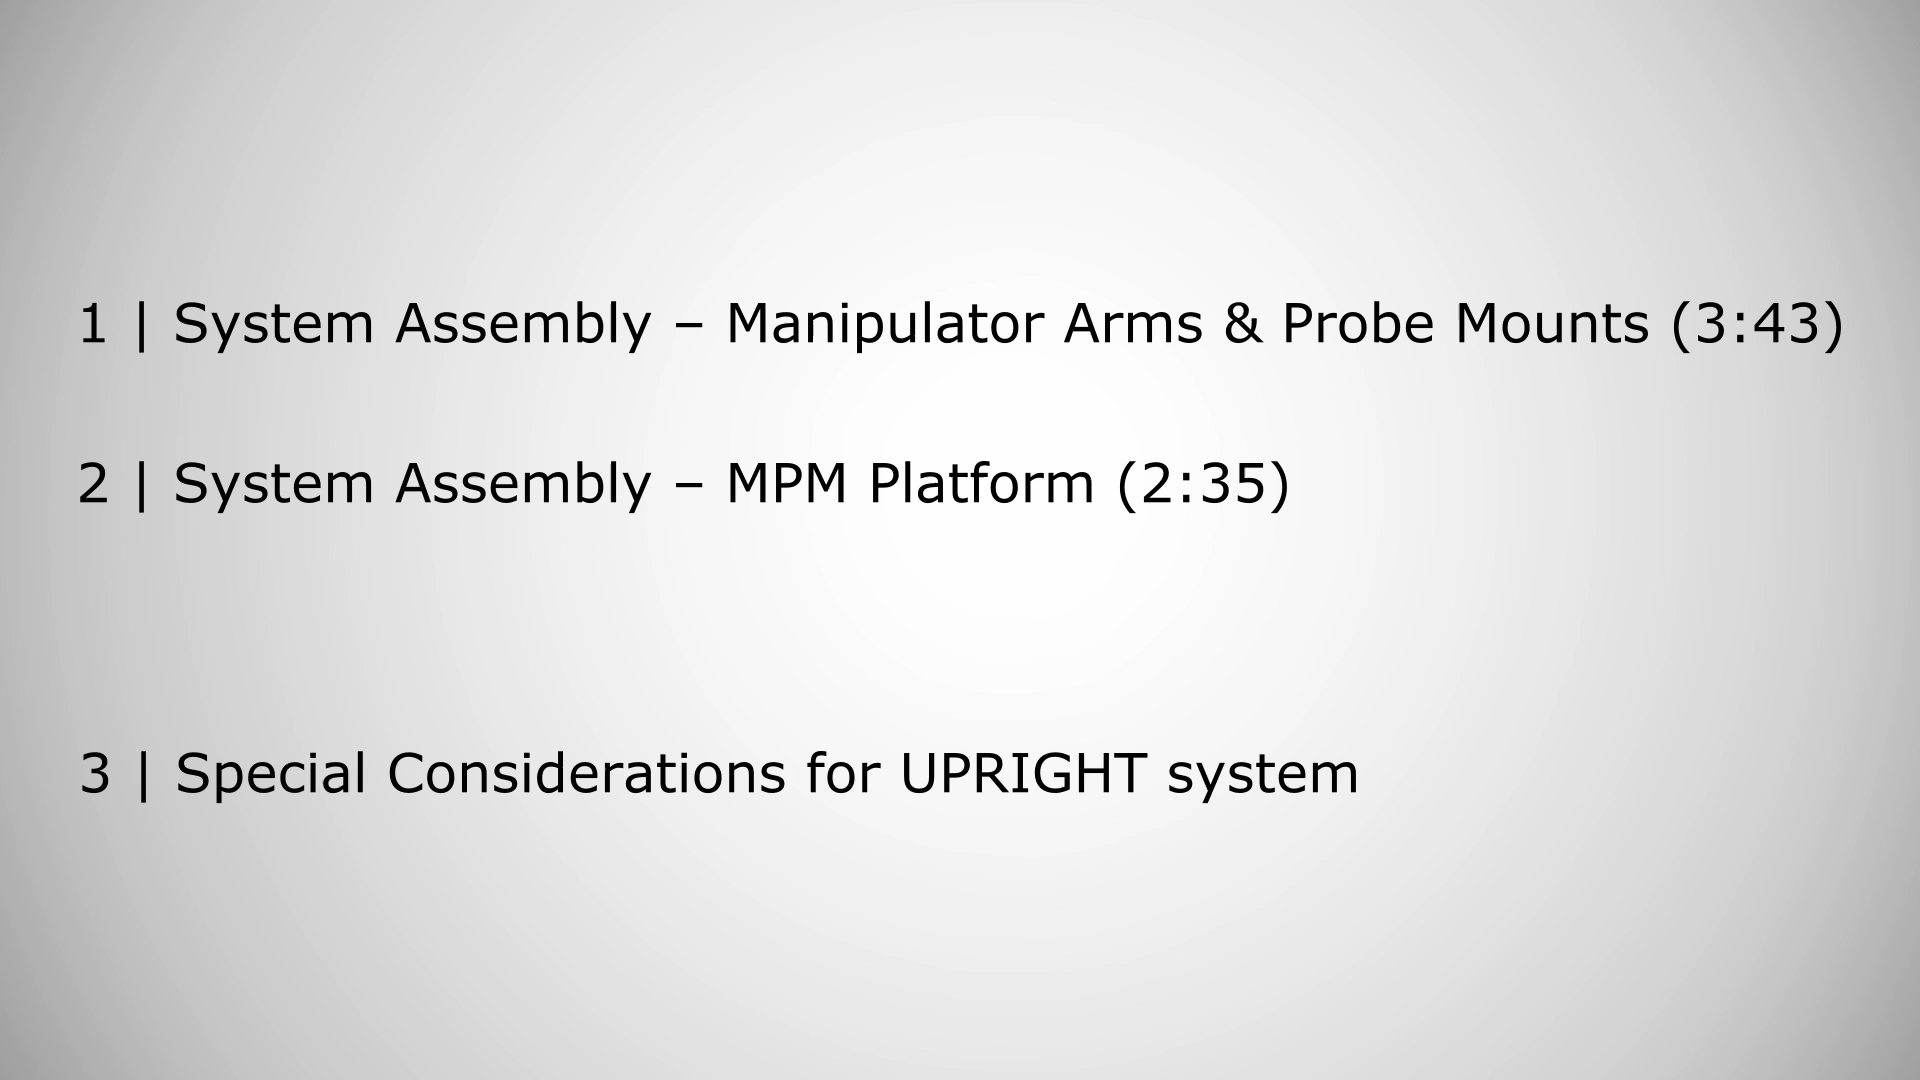 1 | System Assembly – Manipulator Arms & Probe Mounts (3:43)
2 | System Assembly – MPM Platform (2:35)
3 | Special Considerations for UPRIGHT system